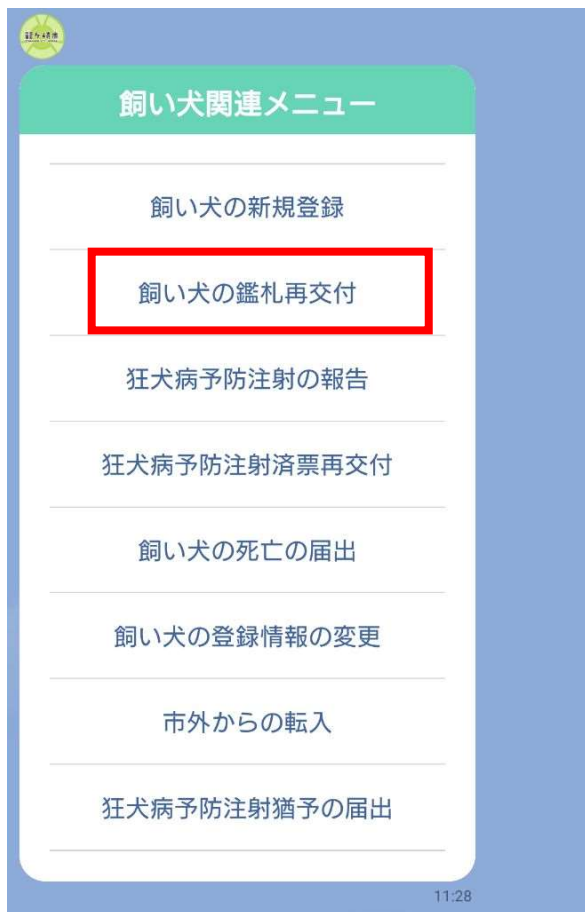 飼い犬関連メニュー
飼い犬の新規登録
飼い犬の鑑札再交付
狂犬病予防注射の報告
狂犬病予防注射済票再交付
飼い犬の死亡の届出
飼い犬の登録情報の変更
市外からの転入
狂犬病予防注射猶予の届出
11:28